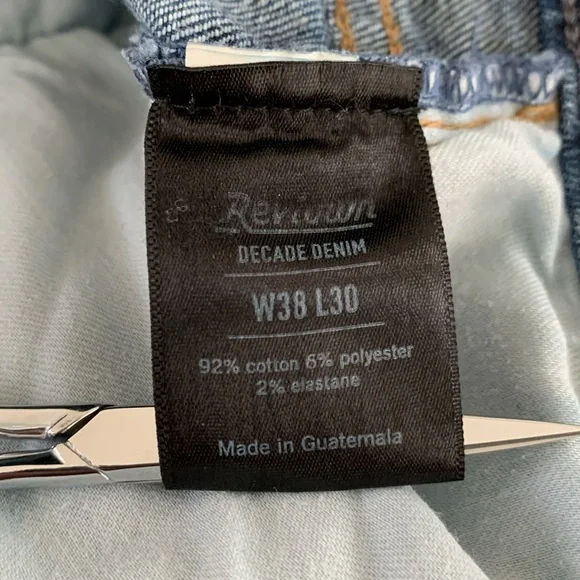 Revtown
DECADE DENIM
W38 L30
92% cotton 6% polyester
2% elastane
Made in Guatemala